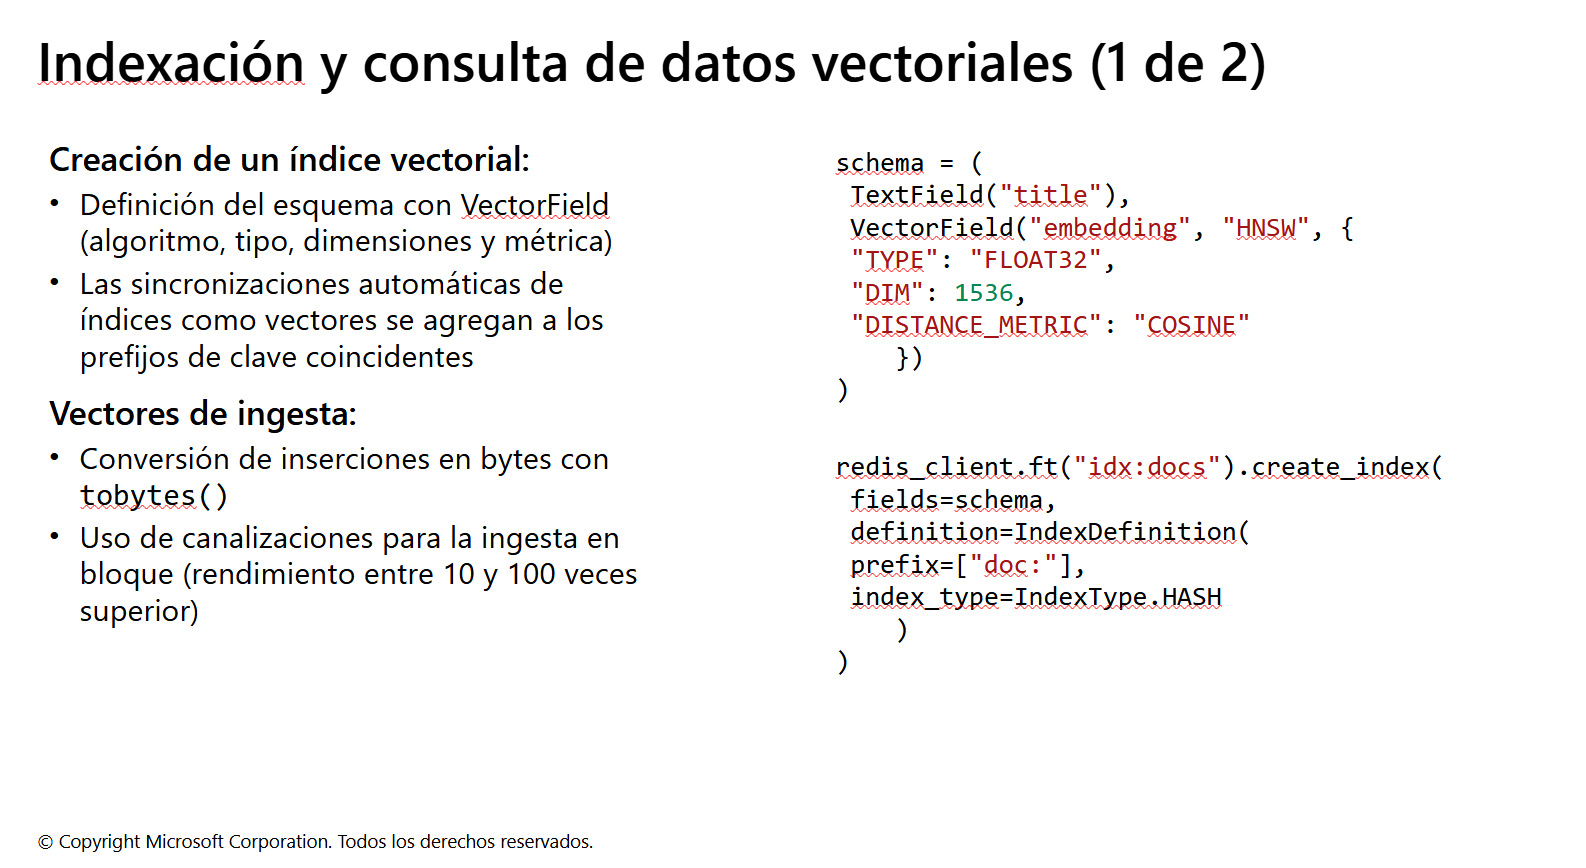 Indexación y consulta de datos vectoriales (1 de 2)
Creación de un índice vectorial:
• Definición del esquema con VectorField
(algoritmo, tipo, dimensiones y métrica)
• Las sincronizaciones automáticas de
índices como vectores se agregan a los
prefijos de clave coincidentes
Vectores de ingesta:
• Conversión de inserciones en bytes con
tobytes()
• Uso de canalizaciones para la ingesta en
bloque (rendimiento entre 10 y 100 veces
superior)
schema = (
 TextField("title"),
 VectorField("embedding", "HNSW", {
 "TYPE": "FLOAT32",
 "DIM": 1536,
 "DISTANCE_METRIC": "COSINE"
    })
)
redis_client.ft("idx:docs").create_index(
 fields=schema,
 definition=IndexDefinition(
 prefix=["doc:"],
 index_type=IndexType.HASH
    )
)
© Copyright Microsoft Corporation. Todos los derechos reservados.